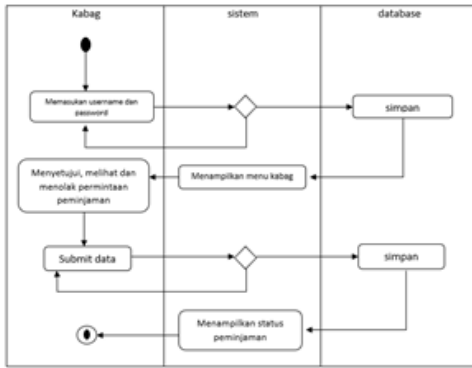 Kabag
sistem
database
Memasukan username dan
password
simpan
Menampilkan menu kabag
Menyetujui, melihat dan
menolak permintaan
peminjaman
Submit data
simpan
Menampilkan status
peminjaman